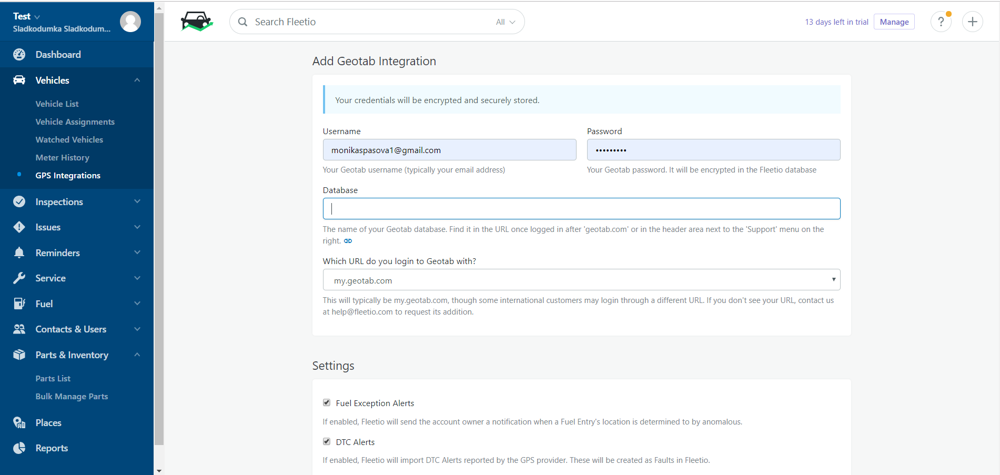 Test
Sladkodumka Sladkodum...
Dashboard
Vehicles
Vehicle List
Vehicle Assignments
Watched Vehicles
Meter History
GPS Integrations
Inspections
Issues
Reminders
Service
Fuel
Contacts & Users
Parts & Inventory
Parts List
Bulk Manage Parts
Places
Reports
Search Fleetio
All
13 days left in trial
Manage
?
Add Geotab Integration
Your credentials will be encrypted and securely stored.
Username
Password
monikaspasova1@gmail.com
•••••••••
Your Geotab username (typically your email address)
Your Geotab password. It will be encrypted in the Fleetio database
Database
The name of your Geotab database. Find it in the URL once logged in after 'geotab.com' or in the header area next to the 'Support' menu on the
right.
Which URL do you login to Geotab with?
my.geotab.com
This will typically be my.geotab.com, though some international customers may login through a different URL. If you don't see your URL, contact us
at help@fleetio.com to request its addition.
Settings
Fuel Exception Alerts
If enabled, Fleetio will send the account owner a notification when a Fuel Entry's location is determined to by anomalous.
DTC Alerts
If enabled, Fleetio will import DTC Alerts reported by the GPS provider. These will be created as Faults in Fleetio.